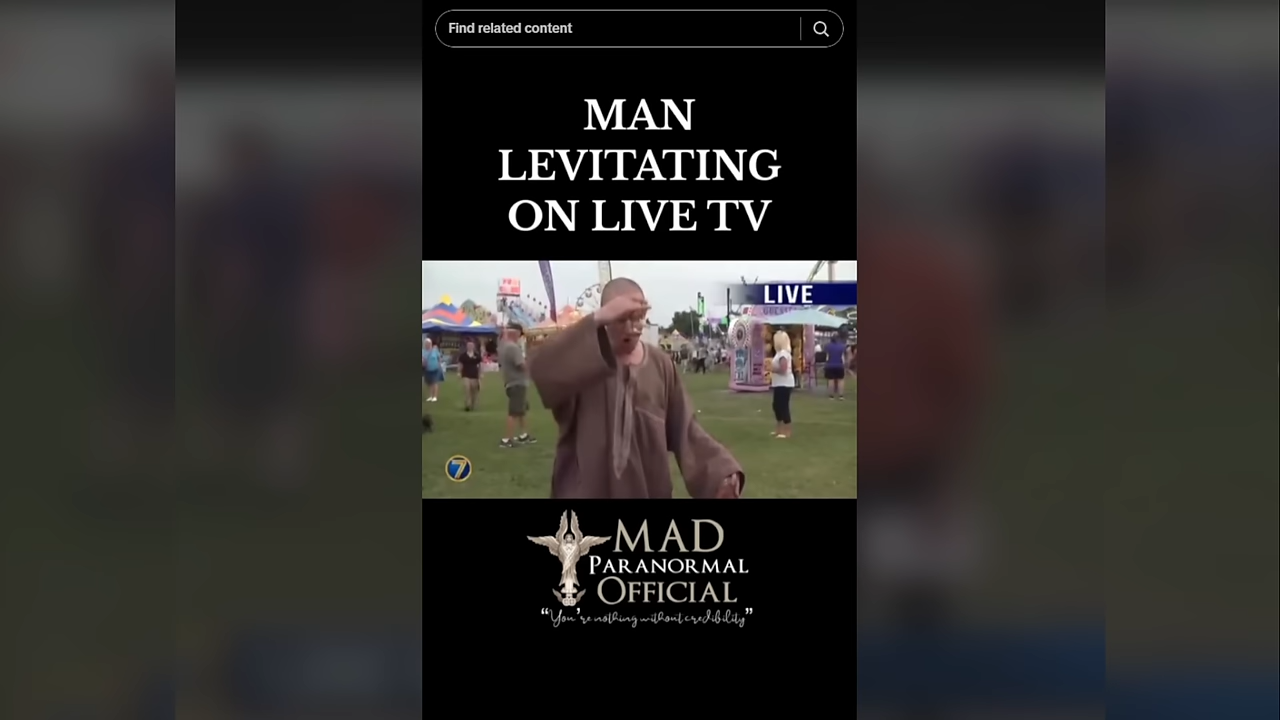 Find related content
MAN
LEVITATING
ON LIVE TV
LIVE
7
MAD
PARANORMAL
OFFICIAL
“You're nothing without credibility”